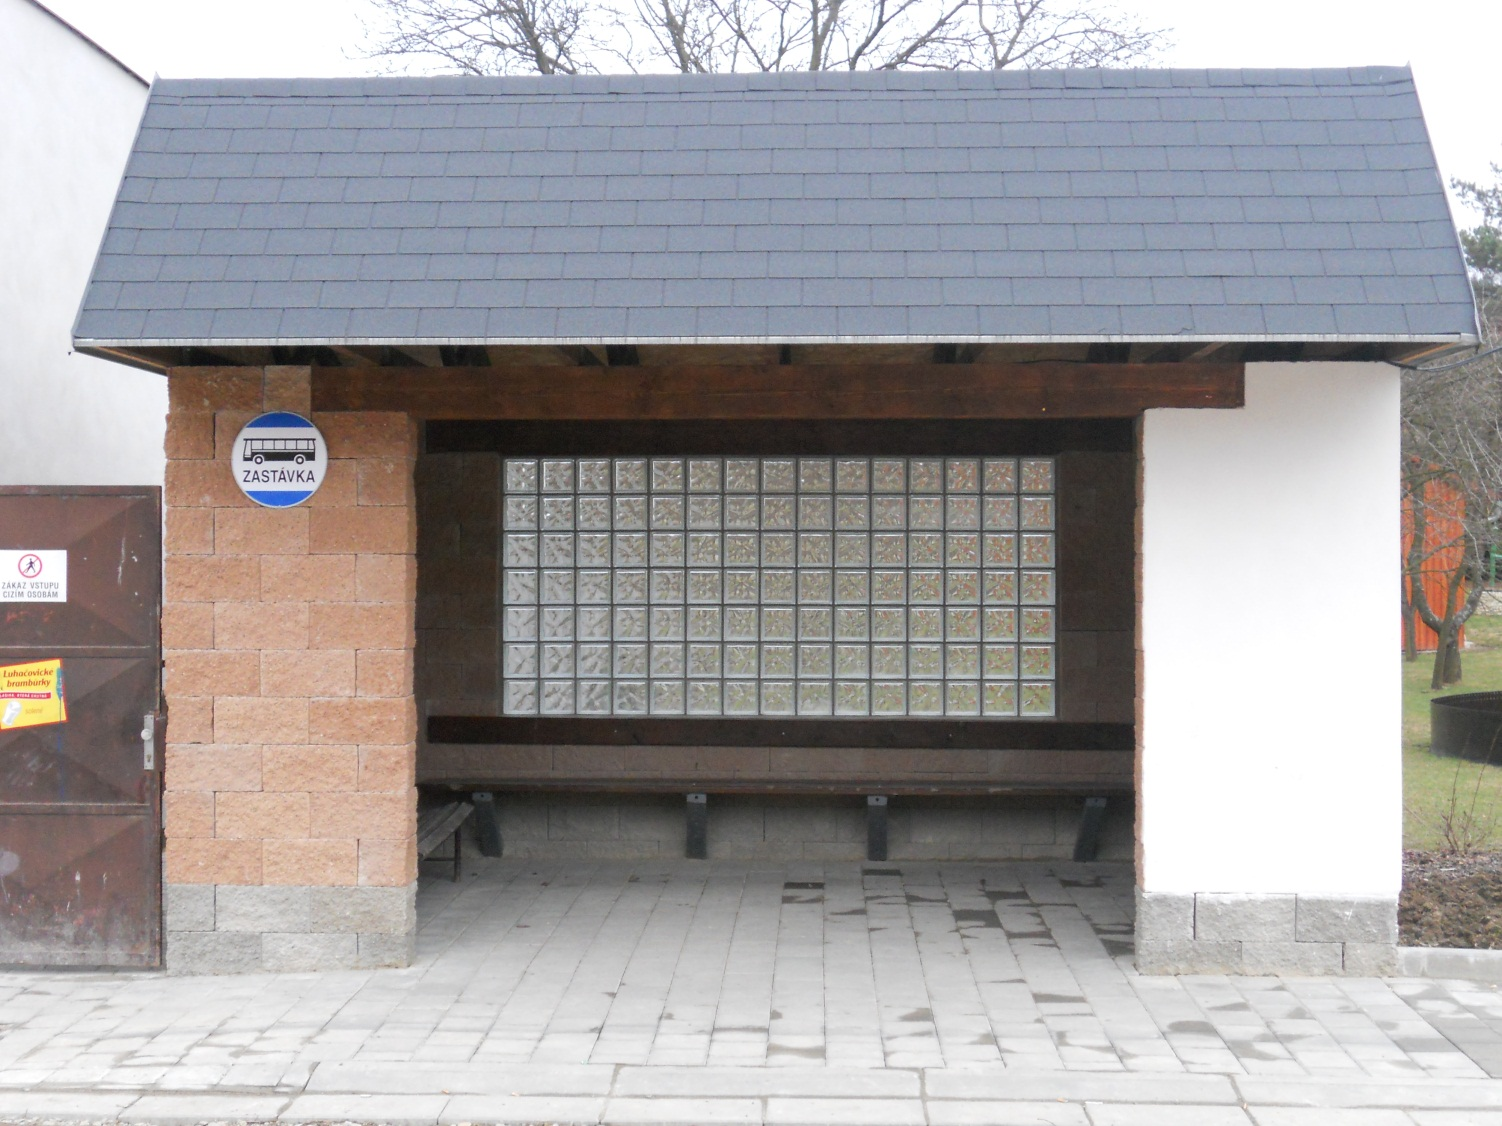 ZASTÁVKA
ZÁKAZ VSTUPU
CIZÍM OSOBÁM
Luhačovické
brambůrky